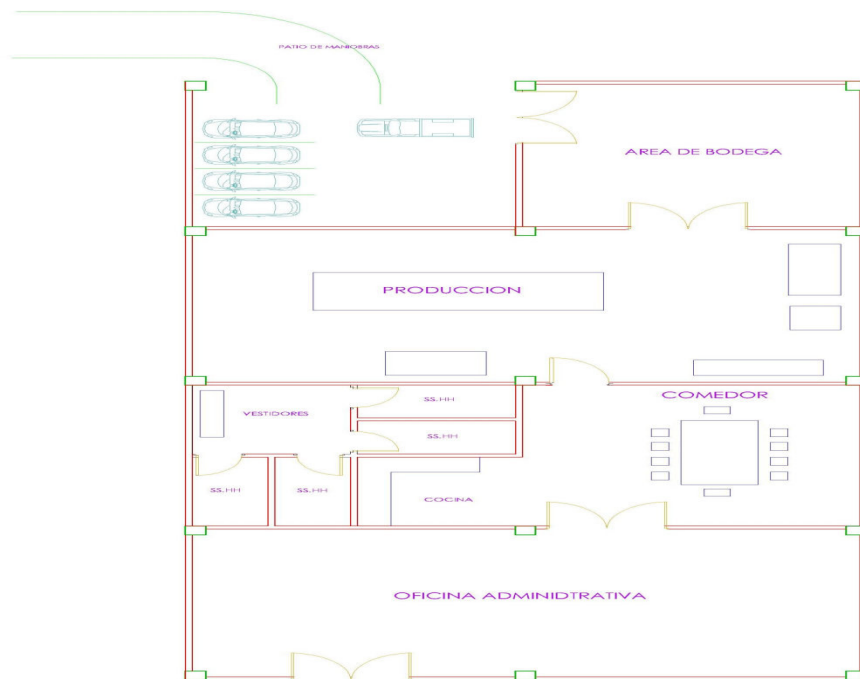 PATIO DE MANIOBRAS
AREA DE BODEGA
PRODUCCION
COMEDOR
SS.HH
VESTIDORES
SS.HH
SS.HH
SS.HH
COCINA
OFICINA ADMINIDTRATIVA